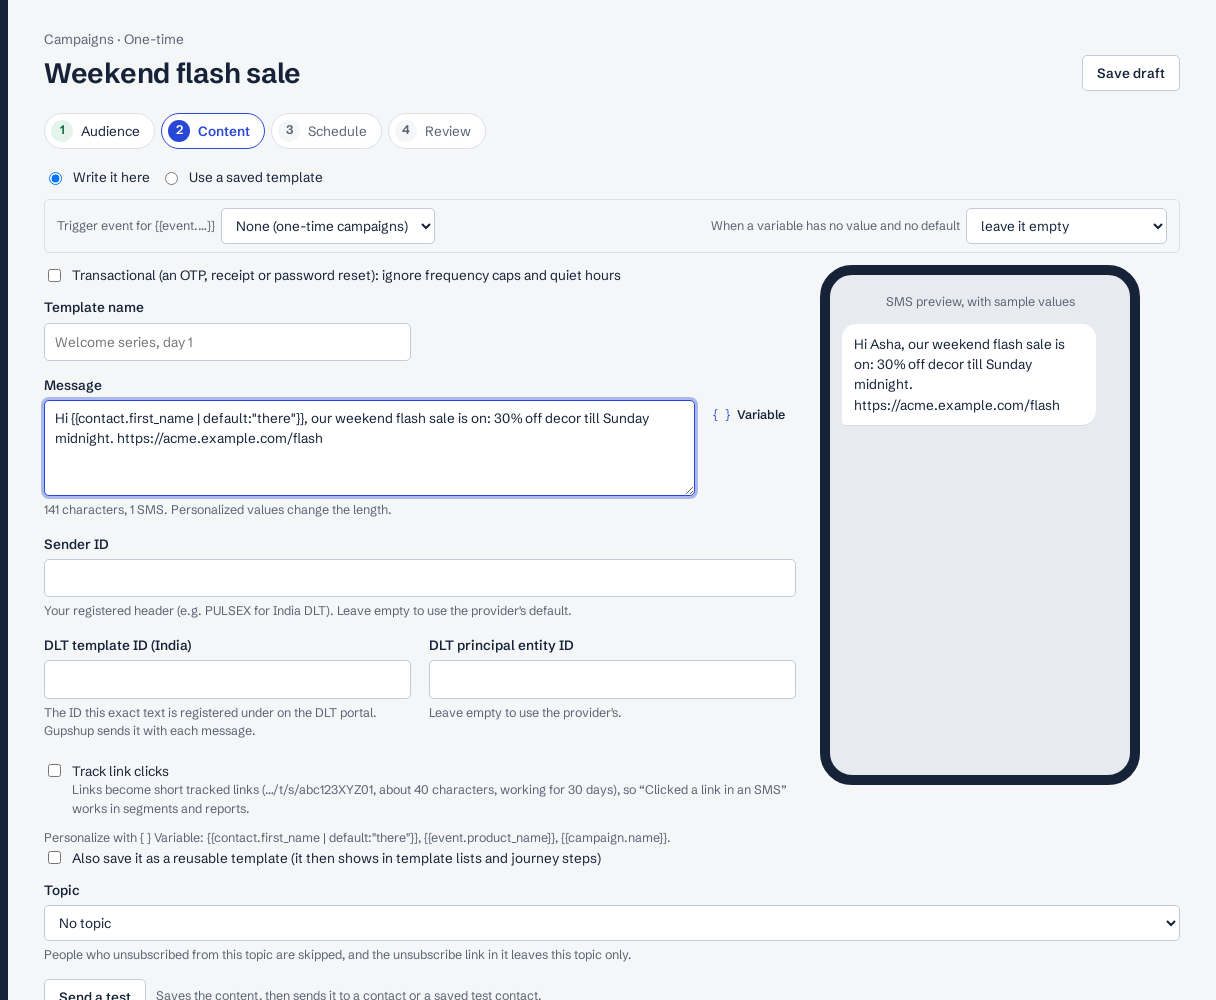 Campaigns · One-time
Weekend flash sale
Save draft
1 Audience
2 Content
3 Schedule
4 Review
Write it here
Use a saved template
Trigger event for {{event.…}}
None (one-time campaigns)
When a variable has no value and no default
leave it empty
Transactional (an OTP, receipt or password reset): ignore frequency caps and quiet hours
Template name
Welcome series, day 1
Message
Hi {{contact.first_name | default:"there"}}, our weekend flash sale is on: 30% off decor till Sunday
midnight. https://acme.example.com/flash
{ } Variable
141 characters, 1 SMS. Personalized values change the length.
Sender ID
Your registered header (e.g. PULSEX for India DLT). Leave empty to use the provider's default.
DLT template ID (India)
The ID this exact text is registered under on the DLT portal.
Gupshup sends it with each message.
DLT principal entity ID
Leave empty to use the provider's.
Track link clicks
Links become short tracked links (…/t/s/abc123XYZ01, about 40 characters, working for 30 days), so “Clicked a link in an SMS”
works in segments and reports.
Personalize with { } Variable: {{contact.first_name | default:"there"}}, {{event.product_name}}, {{campaign.name}}.
Also save it as a reusable template (it then shows in template lists and journey steps)
SMS preview, with sample values
Hi Asha, our weekend flash sale is
on: 30% off decor till Sunday
midnight.
https://acme.example.com/flash
Topic
No topic
People who unsubscribed from this topic are skipped, and the unsubscribe link in it leaves this topic only.
Send a test
Saves the content, then sends it to a contact or a saved test contact.